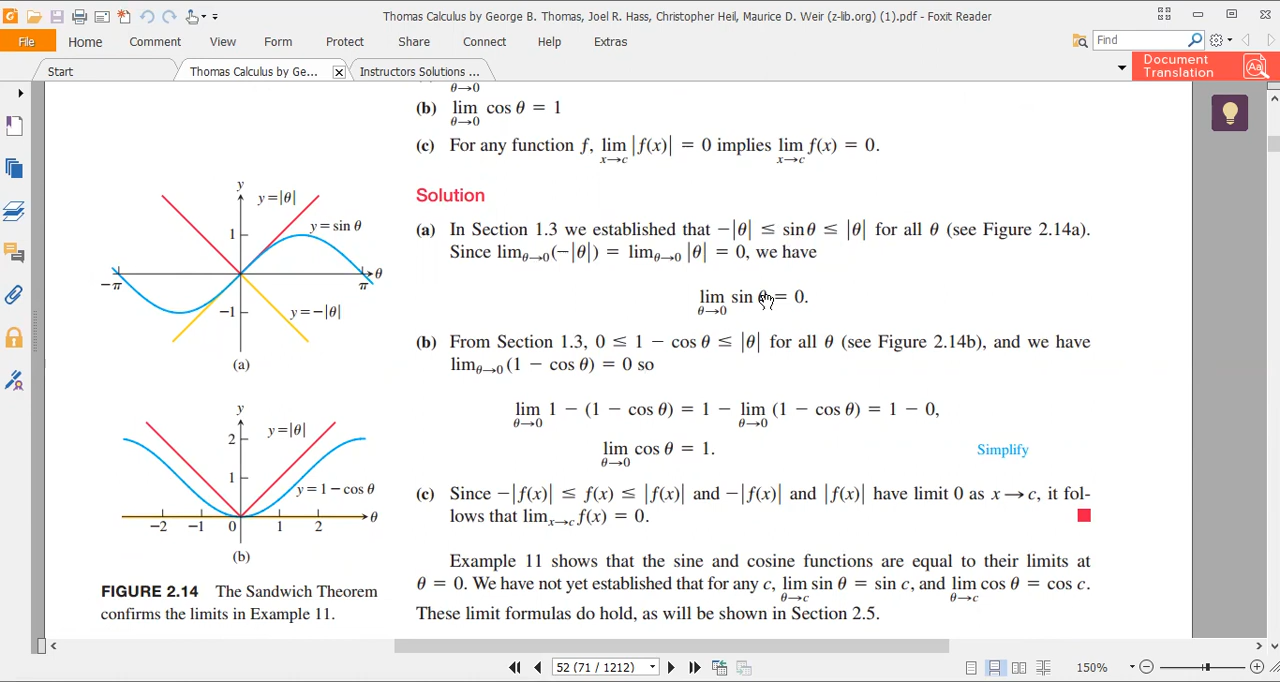 Thomas Calculus by George B. Thomas, Joel R. Hass, Christopher Heil, Maurice D. Weir (z-lib.org) (1).pdf - Foxit Reader
File Home Comment View Form Protect Share Connect Help Extras Find
Start Thomas Calculus by Ge... Instructors Solutions ... Document Translation
θ→0
(b) lim cos θ = 1
θ→0
(c) For any function f, lim |f(x)| = 0 implies lim f(x) = 0.
x→c x→c
Solution
(a) In Section 1.3 we established that −|θ| ≤ sin θ ≤ |θ| for all θ (see Figure 2.14a).
Since lim θ→0 (−|θ|) = lim θ→0 |θ| = 0, we have
lim sin θ = 0.
θ→0
(b) From Section 1.3, 0 ≤ 1 − cos θ ≤ |θ| for all θ (see Figure 2.14b), and we have
lim θ→0 (1 − cos θ) = 0 so
lim 1 − (1 − cos θ) = 1 − lim (1 − cos θ) = 1 − 0,
θ→0 θ→0
lim cos θ = 1. Simplify
θ→0
(c) Since −|f(x)| ≤ f(x) ≤ |f(x)| and −|f(x)| and |f(x)| have limit 0 as x → c, it fol-
lows that lim x→c f(x) = 0.
Example 11 shows that the sine and cosine functions are equal to their limits at
θ = 0. We have not yet established that for any c, lim sin θ = sin c, and lim cos θ = cos c.
θ→c θ→c
These limit formulas do hold, as will be shown in Section 2.5.
y
y = |θ|
1
y = sin θ
−π π θ
−1
y = −|θ|
(a)
y
2
y = |θ|
1
y = 1 − cos θ
−2 −1 0 1 2 θ
(b)
FIGURE 2.14 The Sandwich Theorem
confirms the limits in Example 11.
52 (71 / 1212) 150%